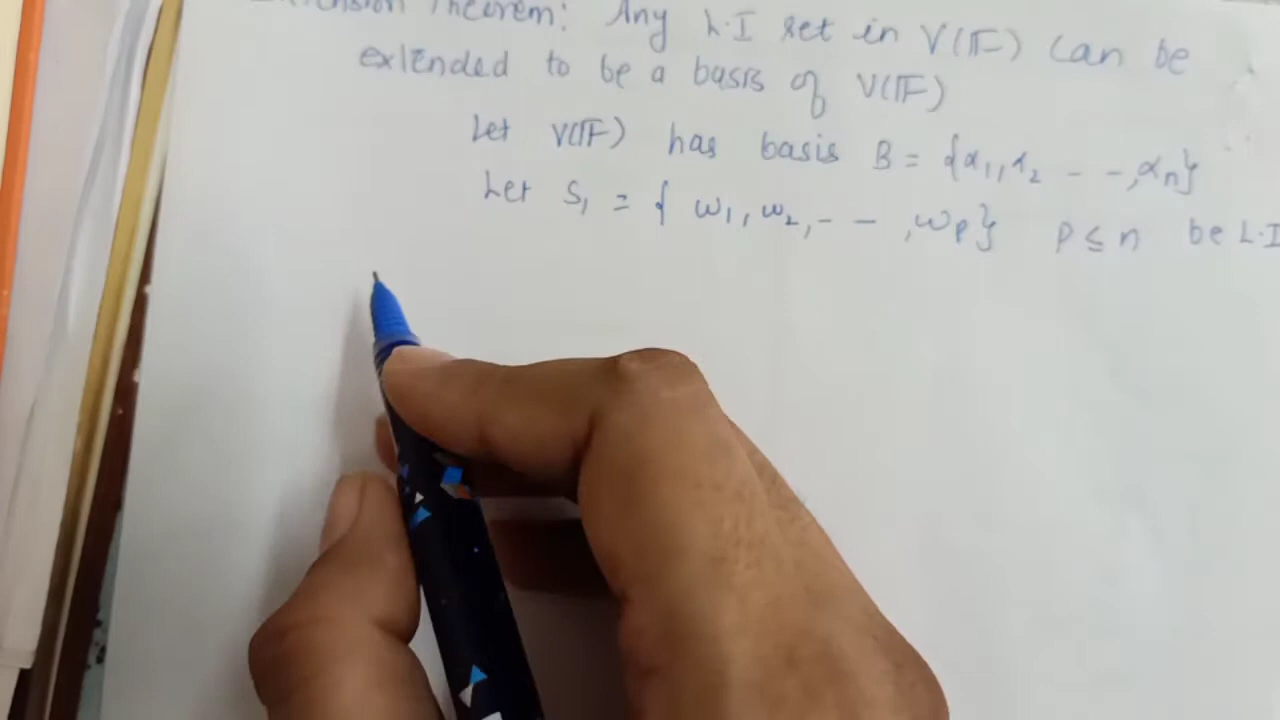 Extension Theorem: Any L.I set in V(F) can be
extended to be a basis of V(F)
Let V(F) has basis B = {α₁, α₂ - -, αn}
Let S₁ = { ω₁, ω₂, - - , ωp} p ≤ n be L.I